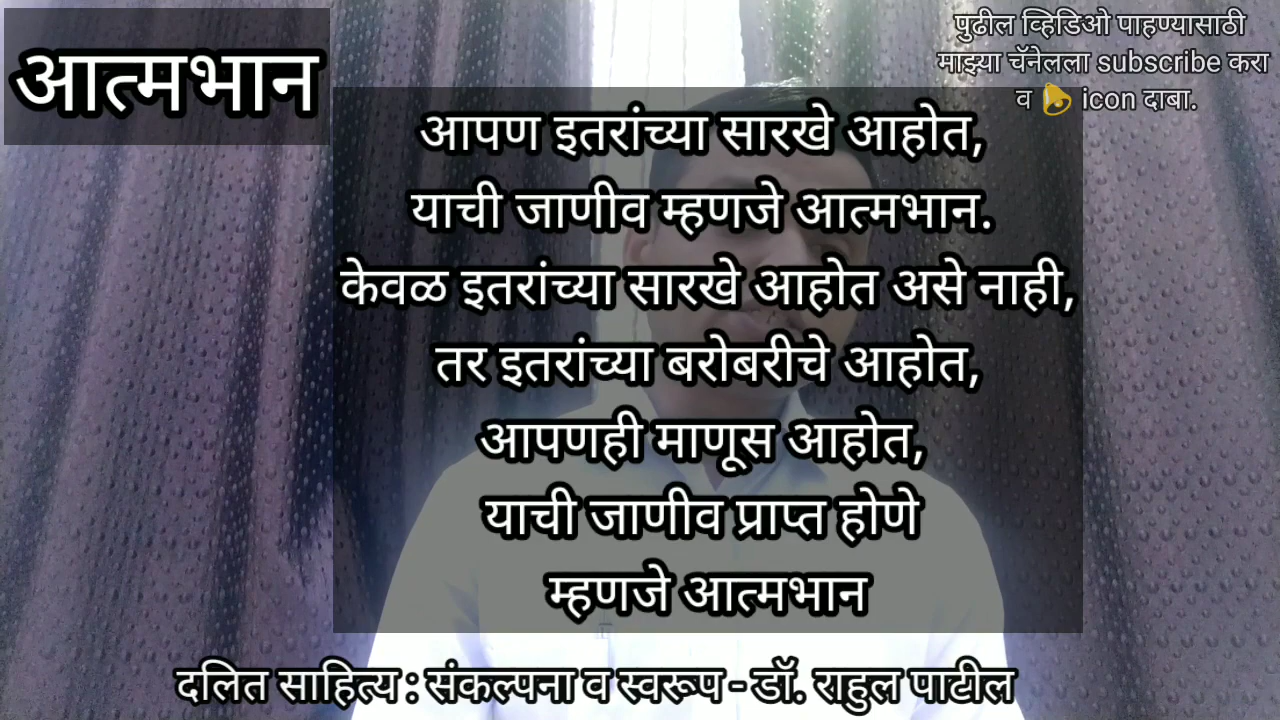 आत्मभान
पुढील व्हिडिओ पाहण्यासाठी
माझ्या चॅनेलला subscribe करा
व 🔔 icon दाबा.
आपण इतरांच्या सारखे आहोत,
याची जाणीव म्हणजे आत्मभान.
केवळ इतरांच्या सारखे आहोत असे नाही,
तर इतरांच्या बरोबरीचे आहोत,
आपणही माणूस आहोत,
याची जाणीव प्राप्त होणे
म्हणजे आत्मभान
दलित साहित्य : संकल्पना व स्वरूप - डॉ. राहुल पाटील